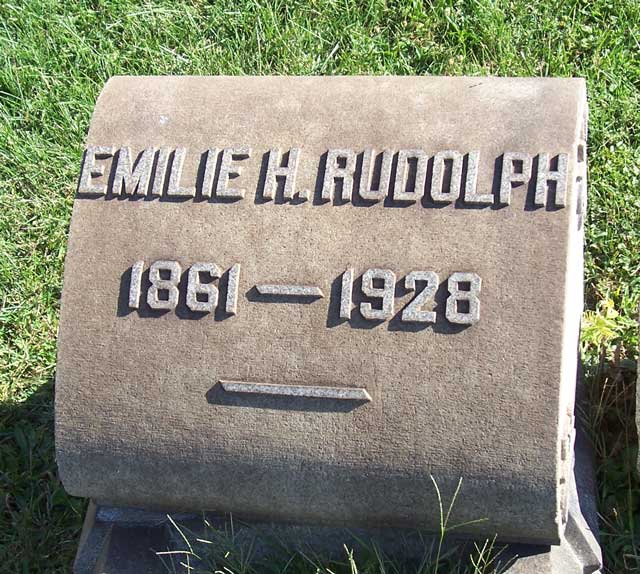 EMILIE H. RUDOLPH
1861 — 1928